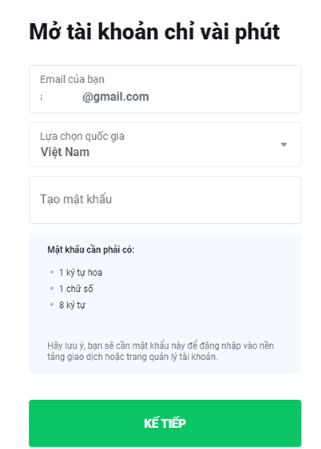 Mở tài khoản chỉ vài phút
Email của bạn
@gmail.com
Lựa chọn quốc gia
Việt Nam
Tạo mật khẩu
Mật khẩu cần phải có:
1 ký tự hoa
1 chữ số
8 ký tự
Hãy lưu ý, bạn sẽ cần mật khẩu này để đăng nhập vào nền
tảng giao dịch hoặc trang quản lý tài khoản.
KẾ TIẾP